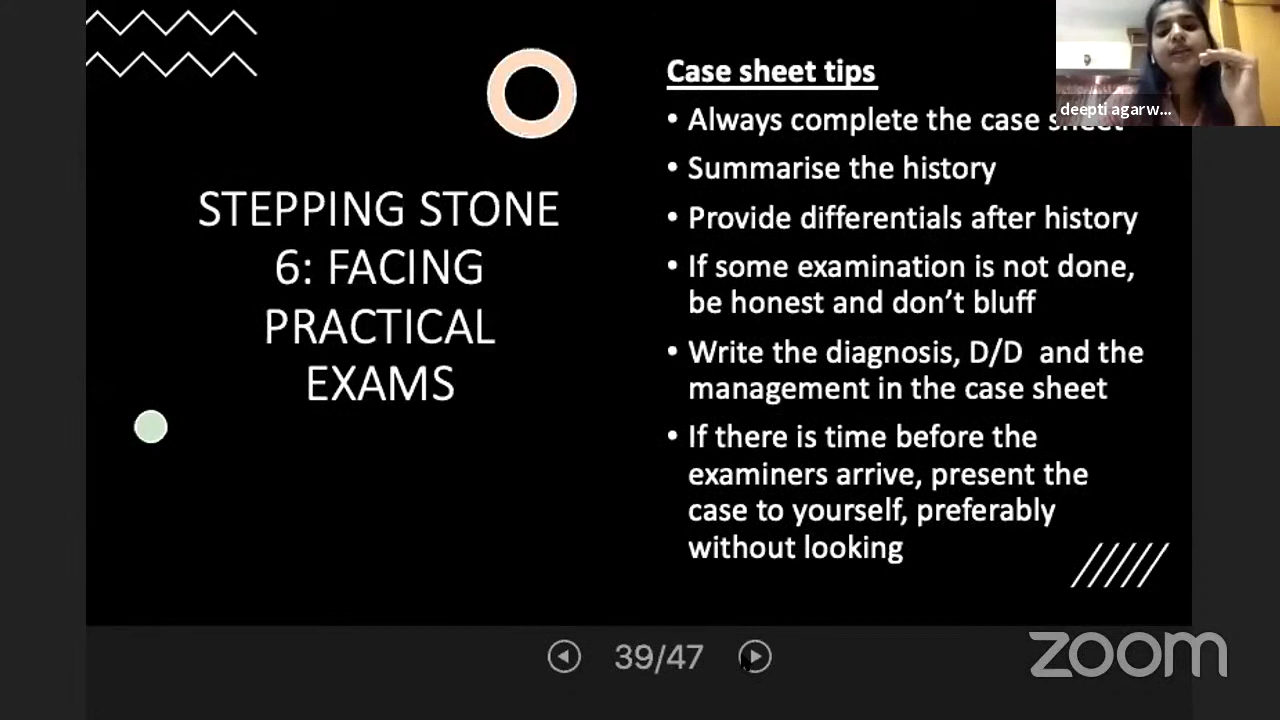 deepti agarw...
Case sheet tips
• Always complete the case sheet
• Summarise the history
• Provide differentials after history
• If some examination is not done,
be honest and don't bluff
• Write the diagnosis, D/D and the
management in the case sheet
• If there is time before the
examiners arrive, present the
case to yourself, preferably
without looking
STEPPING STONE
6: FACING
PRACTICAL
EXAMS
39/47
zoom